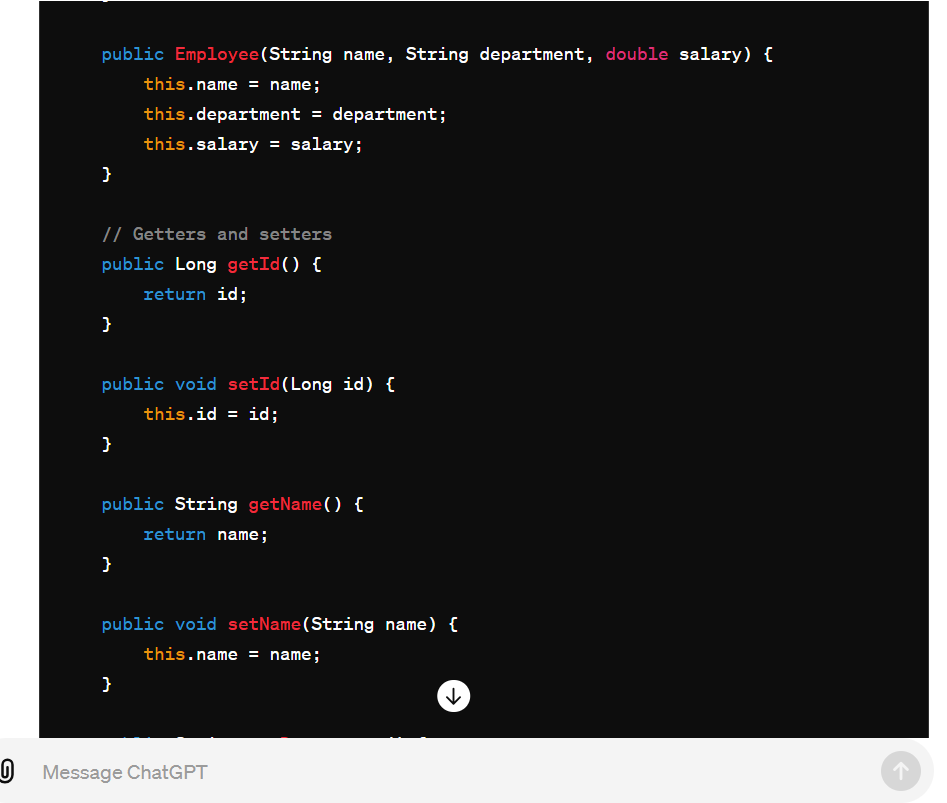 public Employee(String name, String department, double salary) {
this.name = name;
this.department = department;
this.salary = salary;
}
// Getters and setters
public Long getId() {
return id;
}
public void setId(Long id) {
this.id = id;
}
public String getName() {
return name;
}
public void setName(String name) {
this.name = name;
}
Message ChatGPT